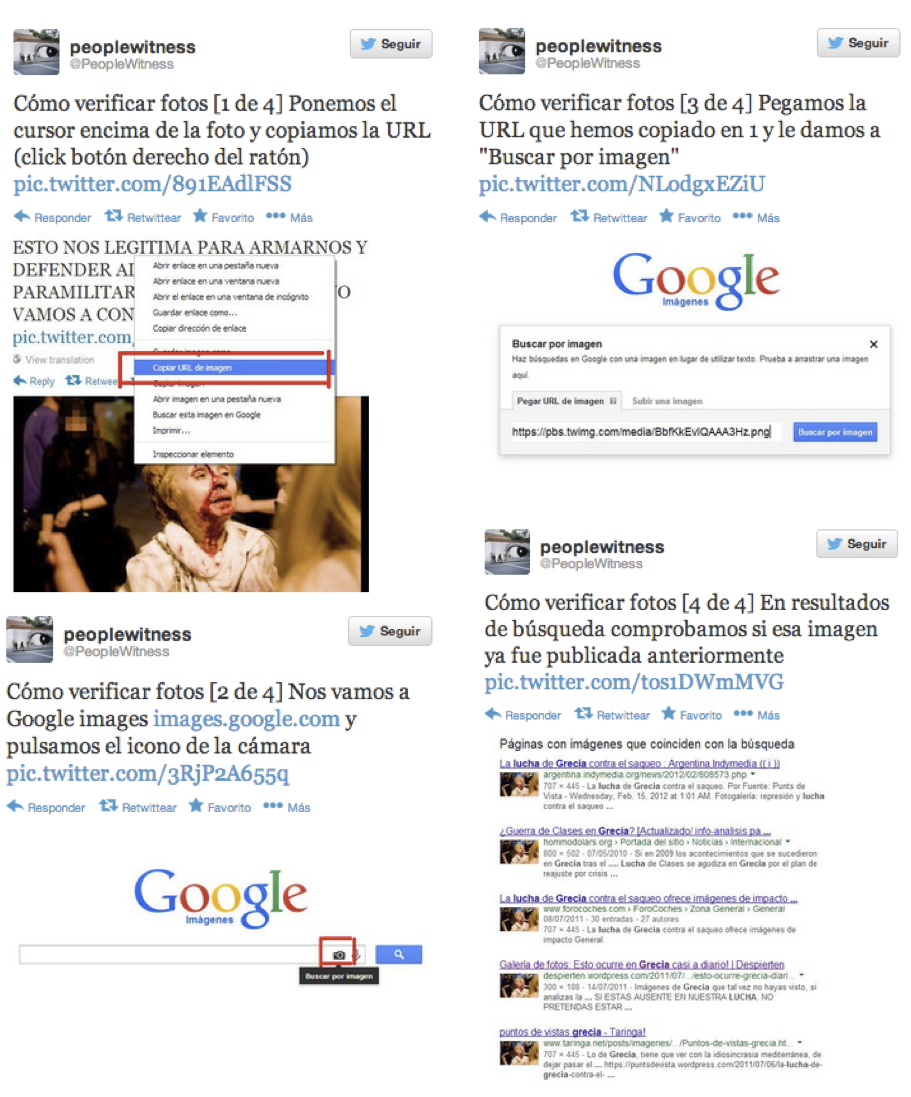 peoplewitness
@PeopleWitness
Seguir
Cómo verificar fotos [1 de 4] Ponemos el
cursor encima de la foto y copiamos la URL
(click botón derecho del ratón)
pic.twitter.com/891EAdlFSS
Responder Retwittear Favorito Más
ESTO NOS LEGITIMA PARA ARMARNOS Y
DEFENDER AL
PARAMILITAR
VAMOS A CON
pic.twitter.com
View translation
Reply
Abrir enlace en una pestaña nueva
Abrir enlace en una ventana nueva
Abrir el enlace en una ventana de incógnito
Guardar enlace como...
Copiar dirección de enlace
Guardar imagen como...
Copiar URL de imagen
Copiar imagen
Abrir imagen en una pestaña nueva
Buscar esta imagen en Google
Imprimir...
Inspeccionar elemento
peoplewitness
@PeopleWitness
Seguir
Cómo verificar fotos [2 de 4] Nos vamos a
Google images images.google.com y
pulsamos el icono de la cámara
pic.twitter.com/3RjP2A655q
Responder Retwittear Favorito Más
Google
Imágenes
Buscar por imagen
peoplewitness
@PeopleWitness
Seguir
Cómo verificar fotos [3 de 4] Pegamos la
URL que hemos copiado en 1 y le damos a
"Buscar por imagen"
pic.twitter.com/NLodgxEZiU
Responder Retwittear Favorito Más
Google
Imágenes
Buscar por imagen
Haz búsquedas en Google con una imagen en lugar de utilizar texto. Prueba a arrastrar una imagen
aquí.
Pegar URL de imagen Subir una imagen
https://pbs.twimg.com/media/BbfKkEvIQAAA3Hz.png
Buscar por imagen
peoplewitness
@PeopleWitness
Seguir
Cómo verificar fotos [4 de 4] En resultados
de búsqueda comprobamos si esa imagen
ya fue publicada anteriormente
pic.twitter.com/tos1DWmMVG
Responder Retwittear Favorito Más
Páginas con imágenes que coinciden con la búsqueda
La lucha de Grecia contra el saqueo : Argentina Indymedia (( i ))
argentina.indymedia.org/news/2012/02/808573.php
707 × 445 - La lucha de Grecia contra el saqueo. Por Fuente: Punts de
Vista - Wednesday, Feb. 15, 2012 at 1:01 AM. Fotogalería: represión y lucha
contra el saqueo ...
¿Guerra de Clases en Grecia? [Actualizado/ info-analisis pa ...
hommodolars.org › Portada del sitio › Noticias › Internacional
800 × 502 - 07/05/2010 - Si en 2009 los acontecimientos que se sucedieron
en Grecia tras el .... Lucha de Clases se agudiza en Grecia por el plan de
reajuste por crisis ...
La lucha de Grecia contra el saqueo ofrece imágenes de impacto ...
www.forocoches.com › ForoCoches › Zona General › General
08/07/2011 - 30 entradas - 27 autores
707 × 445 - La lucha de Grecia contra el saqueo ofrece imágenes de
impacto General.
Galería de fotos: Esto ocurre en Grecia casi a diario! | Despierten
despierten.wordpress.com/2011/07/.../esto-ocurre-grecia-diari...
300 × 188 - 14/07/2011 - Imágenes de Grecia que tal vez no hayas visto, si
analizas la ... SI ESTAS AUSENTE EN NUESTRA LUCHA, NO
PRETENDAS ESTAR ...
puntos de vistas grecia - Taringa!
www.taringa.net/posts/imagenes/.../Puntos-de-vistas-grecia.ht...
707 × 445 - Lo de Grecia, tiene que ver con la idiosincrasia mediterránea, de
dejar pasar el ... https://puntsdevista.wordpress.com/2011/07/06/la-lucha-de-
grecia-contra-el- ...